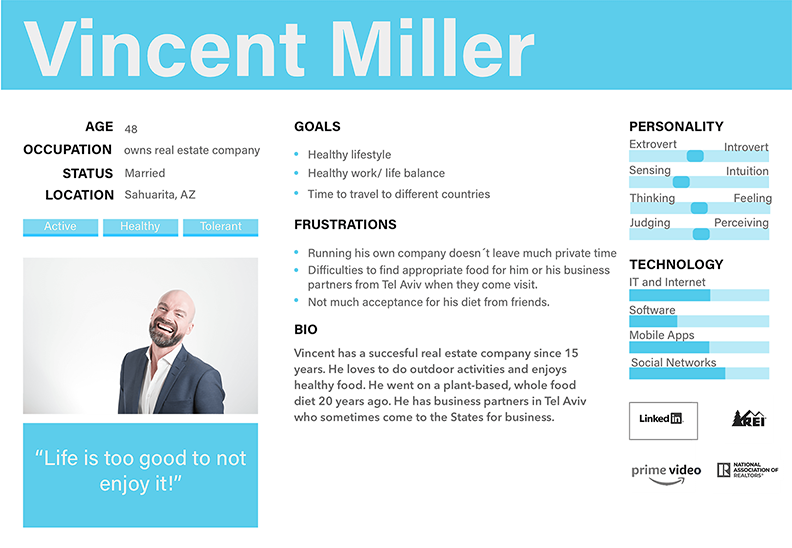 Vincent Miller
AGE 48
OCCUPATION owns real estate company
STATUS Married
LOCATION Sahuarita, AZ
Active Healthy Tolerant
“Life is too good to not
enjoy it!”
GOALS
Healthy lifestyle
Healthy work/ life balance
Time to travel to different countries
FRUSTRATIONS
Running his own company doesn´t leave much private time
Difficulties to find appropriate food for him or his business
partners from Tel Aviv when they come visit.
Not much acceptance for his diet from friends.
BIO
Vincent has a succesful real estate company since 15
years. He loves to do outdoor activities and enjoys
healthy food. He went on a plant-based, whole food
diet 20 years ago. He has business partners in Tel Aviv
who sometimes come to the States for business.
PERSONALITY
Extrovert Introvert
Sensing Intuition
Thinking Feeling
Judging Perceiving
TECHNOLOGY
IT and Internet
Software
Mobile Apps
Social Networks
Linked in
REI
prime video
R NATIONAL
ASSOCIATION OF
REALTORS®